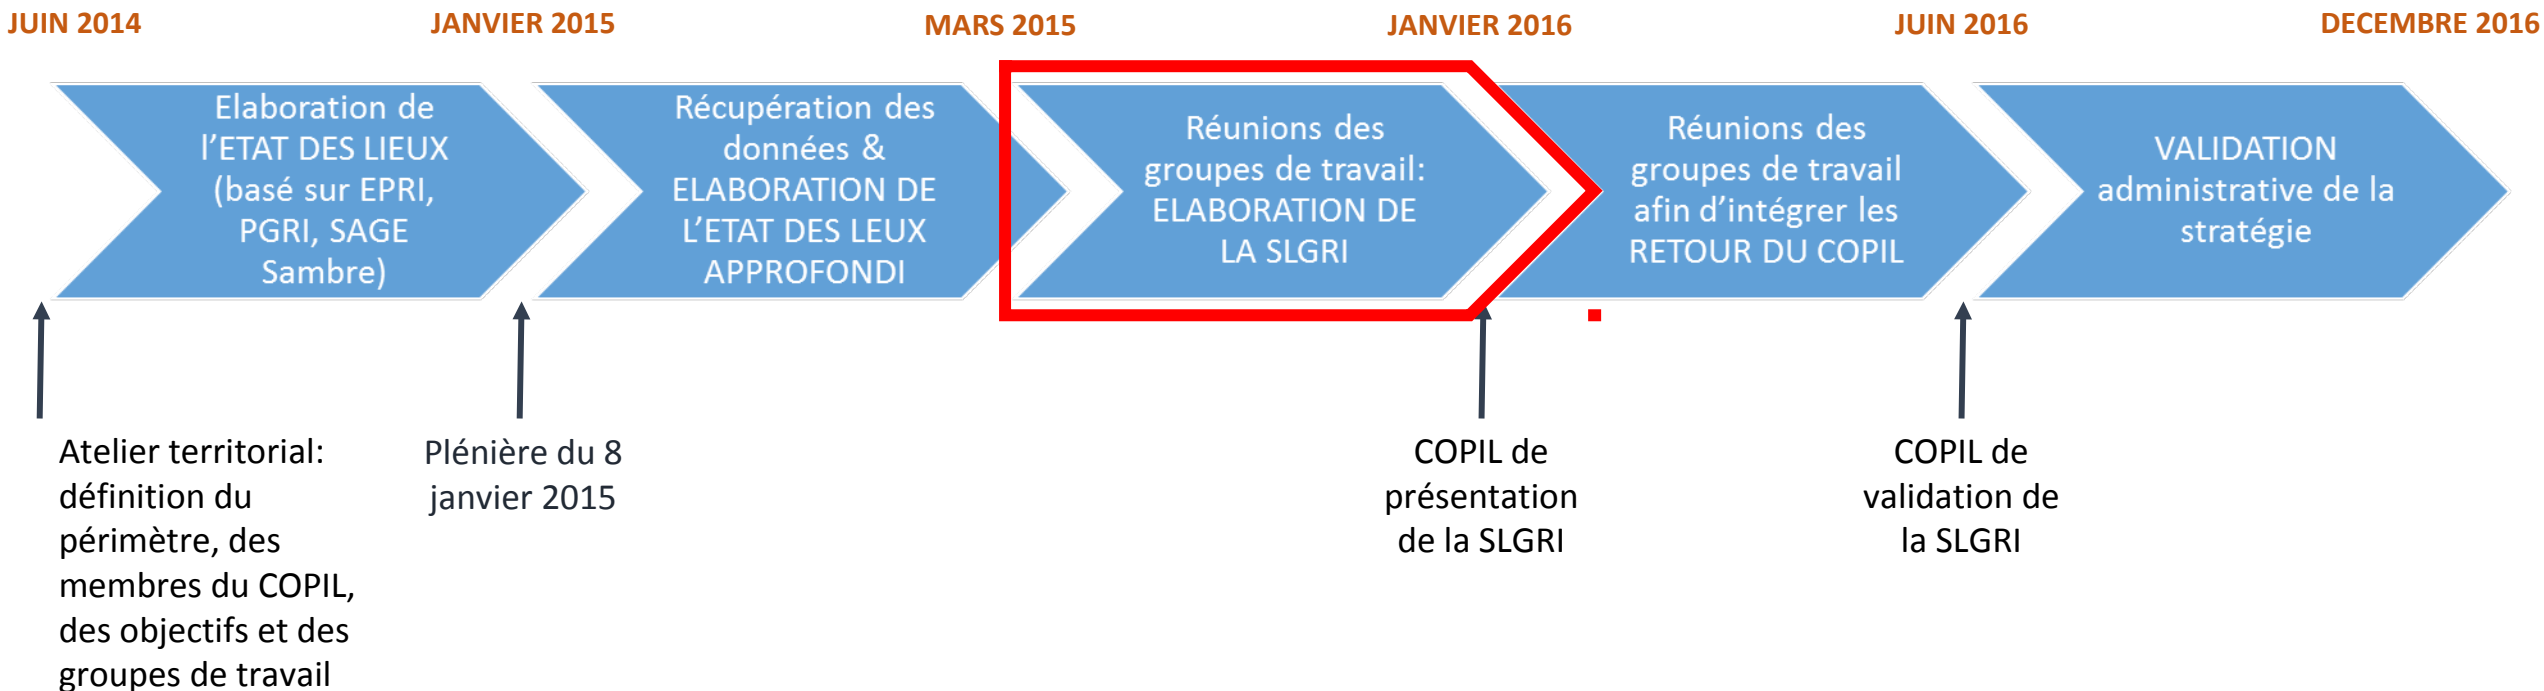 JUIN 2014
JANVIER 2015
MARS 2015
JANVIER 2016
JUIN 2016
DECEMBRE 2016
Elaboration de
l'ETAT DES LIEUX
(basé sur EPRI,
PGRI, SAGE
Sambre)
Récupération des
données &
ELABORATION DE
L'ETAT DES LEUX
APPROFONDI
Réunions des
groupes de travail:
ELABORATION DE
LA SLGRI
Réunions des
groupes de travail
afin d'intégrer les
RETOUR DU COPIL
VALIDATION
administrative de la
stratégie
Atelier territorial:
définition du
périmètre, des
membres du COPIL,
des objectifs et des
groupes de travail
Plénière du 8
janvier 2015
COPIL de
présentation
de la SLGRI
COPIL de
validation de
la SLGRI